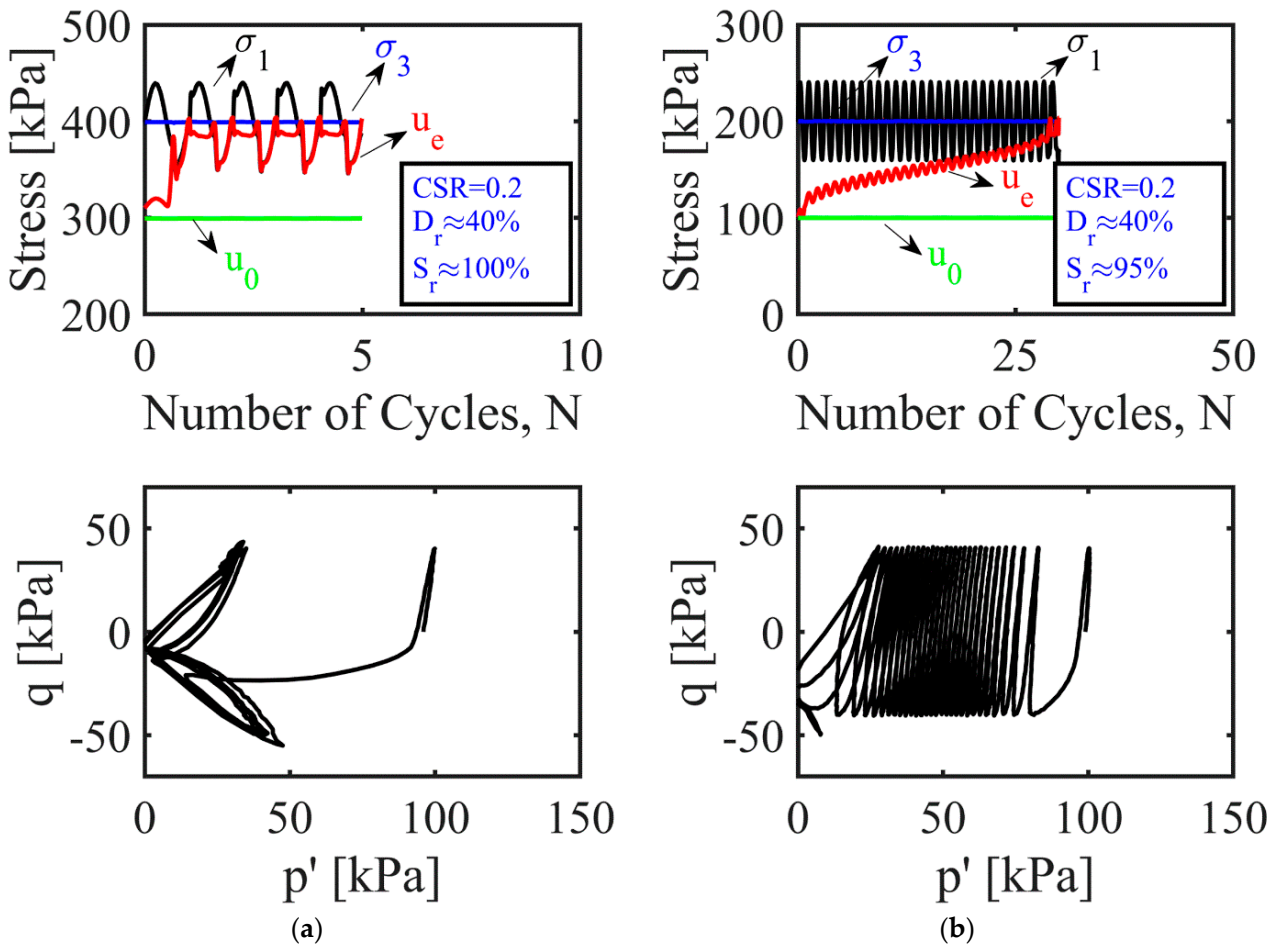 500
400
300
200
Stress [kPa]
σ1
σ3
ue
u0
CSR=0.2
Dr≈40%
Sr≈100%
0 5 10
Number of Cycles, N
300
200
100
0
Stress [kPa]
σ3
σ1
ue
u0
CSR=0.2
Dr≈40%
Sr≈95%
0 25 50
Number of Cycles, N
50
0
-50
q [kPa]
0 50 100 150
p' [kPa]
(a)
50
0
-50
q [kPa]
0 50 100 150
p' [kPa]
(b)